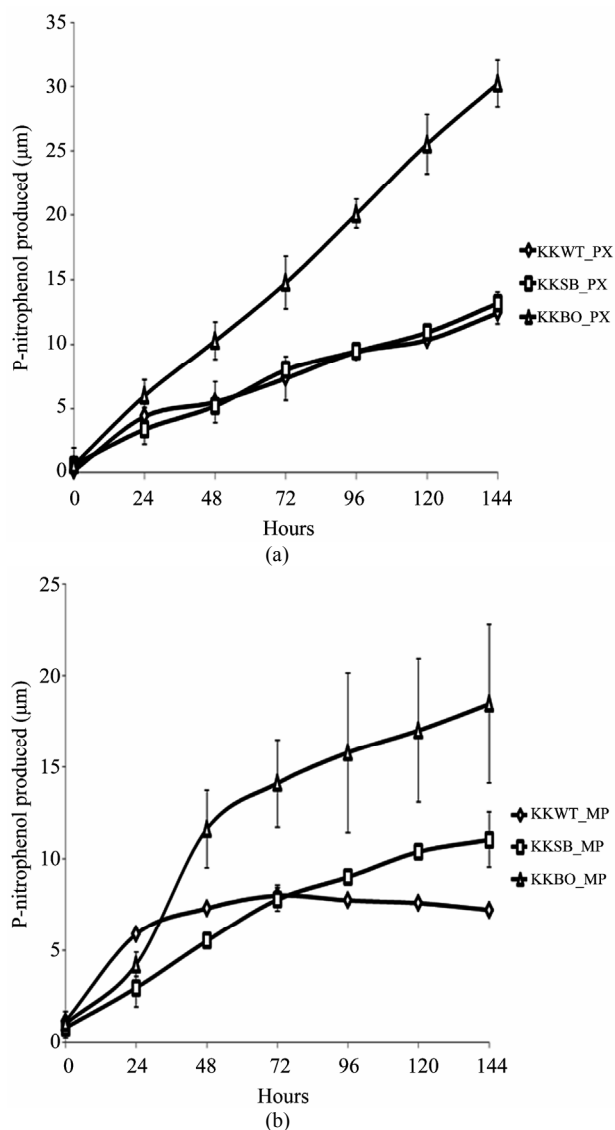 35
30
25
20
15
10
5
0
P-nitrophenol produced (μm)
KKWT_PX
KKSB_PX
KKBO_PX
0 24 48 72 96 120 144
Hours
(a)
25
20
15
10
5
0
P-nitrophenol produced (μm)
KKWT_MP
KKSB_MP
KKBO_MP
0 24 48 72 96 120 144
Hours
(b)